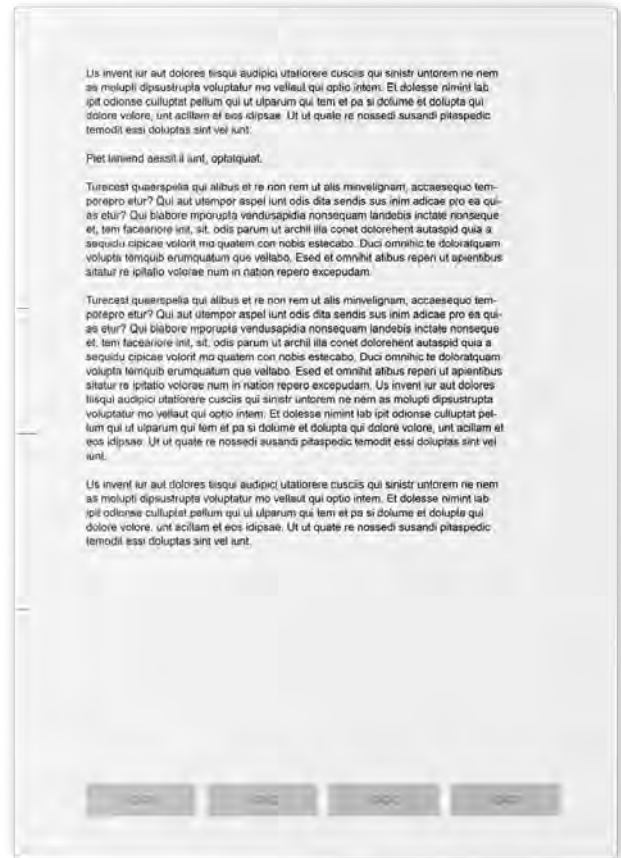 Us invent iur aut dolores tiisqui audipici utatiorere cusciis qui sinistr untorem ne nem
as molupti dipsustrupta voluptatur mo vellaut qui optio intem. Et dolesse nimint lab
ipit odionse culluptat pellum qui ut ulparum qui tem et pa si dolume et dolupta qui
dolore volore, unt acillam et eos idipsae. Ut ut quate re nossedi susandi pitaspedic
temodit essi doluptas sint vel iunt.
Piet laniend aessit il iunt, optatquiat.
Turecest quaerspelia qui alibus et re non rem ut alis minvelignam, accaesequo tem-
porepro etur? Qui aut utempor aspel iunt odis dita sendis sus inim adicae pro ea qui-
as etur? Qui blabore mporupta vendusapidia nonsequam landebis inctate nonseque
et, tem faceariore init, sit, odis parum ut archil illa conet dolorehent autaspid quia a
sequidu cipicae volorit mo quatem con nobis estecabo. Duci omnihic te doloratquam
volupta temquib erumquatum que vellabo. Esed et omnihit atibus reperi ut apientibus
sitatur re ipitatio volorae num in nation repero excepudam.
Turecest quaerspelia qui alibus et re non rem ut alis minvelignam, accaesequo tem-
porepro etur? Qui aut utempor aspel iunt odis dita sendis sus inim adicae pro ea qui-
as etur? Qui blabore mporupta vendusapidia nonsequam landebis inctate nonseque
et, tem faceariore init, sit, odis parum ut archil illa conet dolorehent autaspid quia a
sequidu cipicae volorit mo quatem con nobis estecabo. Duci omnihic te doloratquam
volupta temquib erumquatum que vellabo. Esed et omnihit atibus reperi ut apientibus
sitatur re ipitatio volorae num in nation repero excepudam. Us invent iur aut dolores
tiisqui audipici utatiorere cusciis qui sinistr untorem ne nem as molupti dipsustrupta
voluptatur mo vellaut qui optio intem. Et dolesse nimint lab ipit odionse culluptat pel-
lum qui ut ulparum qui tem et pa si dolume et dolupta qui dolore volore, unt acillam et
eos idipsae. Ut ut quate re nossedi susandi pitaspedic temodit essi doluptas sint vel
iunt.
Us invent iur aut dolores tiisqui audipici utatiorere cusciis qui sinistr untorem ne nem
as molupti dipsustrupta voluptatur mo vellaut qui optio intem. Et dolesse nimint lab
ipit odionse culluptat pellum qui ut ulparum qui tem et pa si dolume et dolupta qui
dolore volore, unt acillam et eos idipsae. Ut ut quate re nossedi susandi pitaspedic
temodit essi doluptas sint vel iunt.